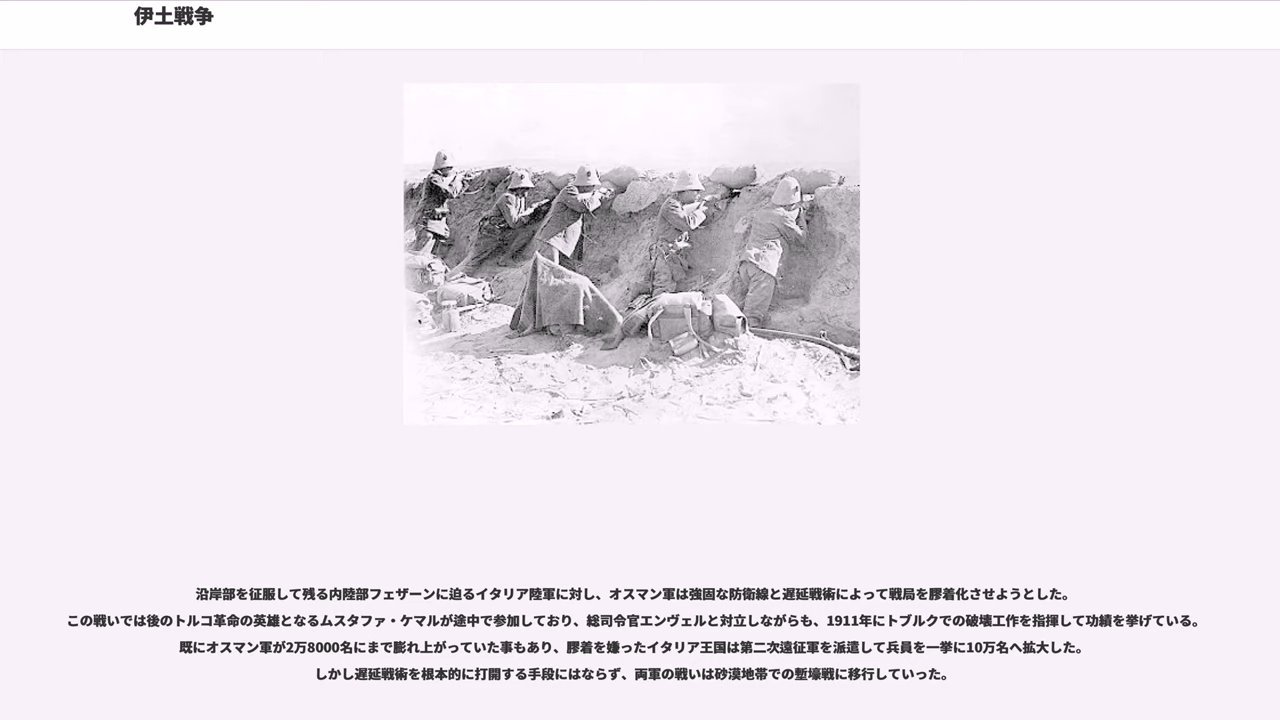 伊土戦争
沿岸部を征服して残る内陸部フェザーンに迫るイタリア陸軍に対し、オスマン軍は強固な防衛線と遅延戦術によって戦局を膠着化させようとした。
この戦いでは後のトルコ革命の英雄となるムスタファ・ケマルが途中で参加しており、総司令官エンヴェルと対立しながらも、1911年にトブルクでの破壊工作を指揮して功績を挙げている。
既にオスマン軍が2万8000名にまで膨れ上がっていた事もあり、膠着を嫌ったイタリア王国は第二次遠征軍を派遣して兵員を一挙に10万名へ拡大した。
しかし遅延戦術を根本的に打開する手段にはならず、両軍の戦いは砂漠地帯での塹壕戦に移行していった。